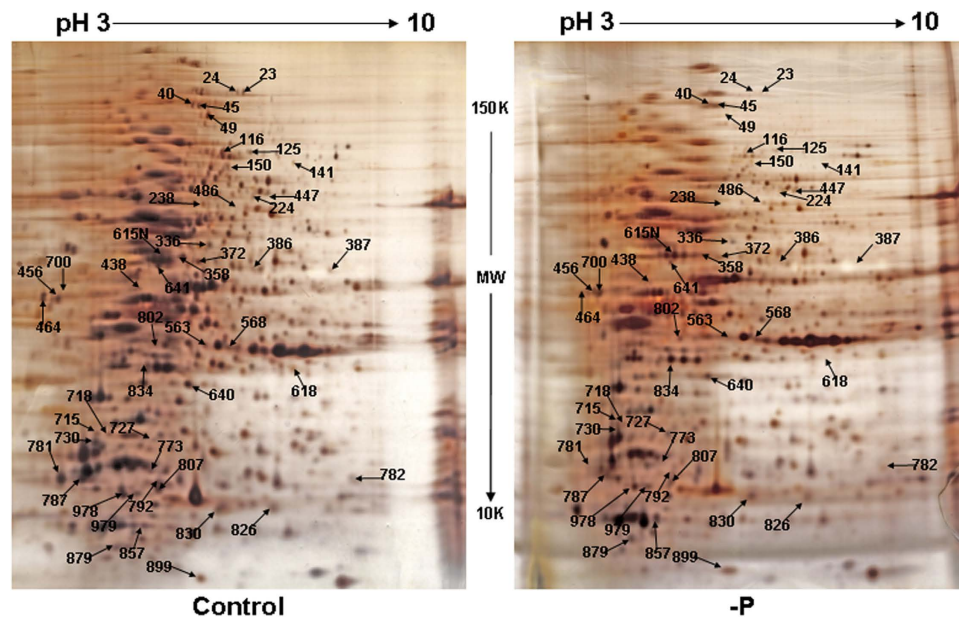 pH 3 10 pH 3 10
24 23
40 45
49
116
125
150
141
238 486 447
224
615N 336 372 386 387
358
456 700 438
641
464
802 563 568
834 640 618
718
715 727
730 773
781 807
782
787
978 792
979 830 826
879 857
899
Control
150K
MW
10K
24 23
40 45
49
116
125
150
141
238 486 447
224
615N 336 372 386 387
358
456 700 438
641
464
802 563 568
834 640 618
718
715 727
730 773
781 807
782
787
978 792
979 830 826
879 857
899
-P